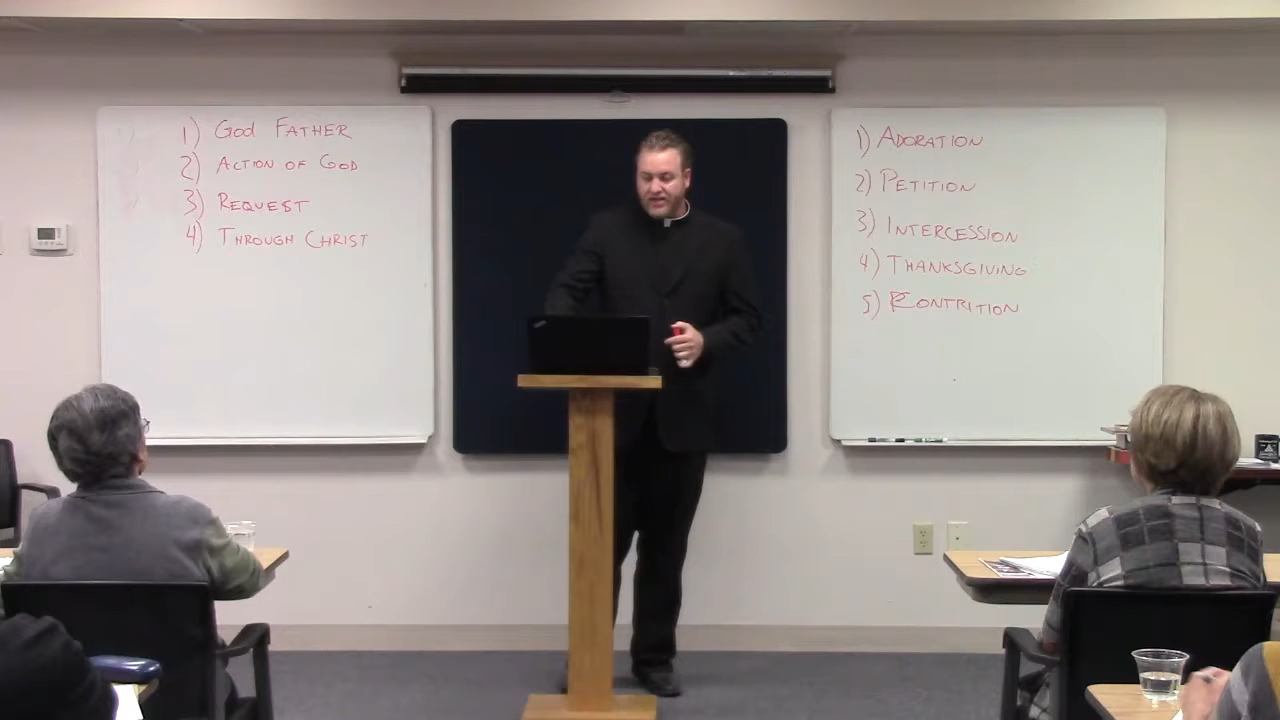 1) God FATHER
2) ACTION OF GOD
3) REQUEST
4) THROUGH CHRIST
1) ADORATION
2) PETITION
3) INTERCESSION
4) THANKSGIVING
5) CONTRITION